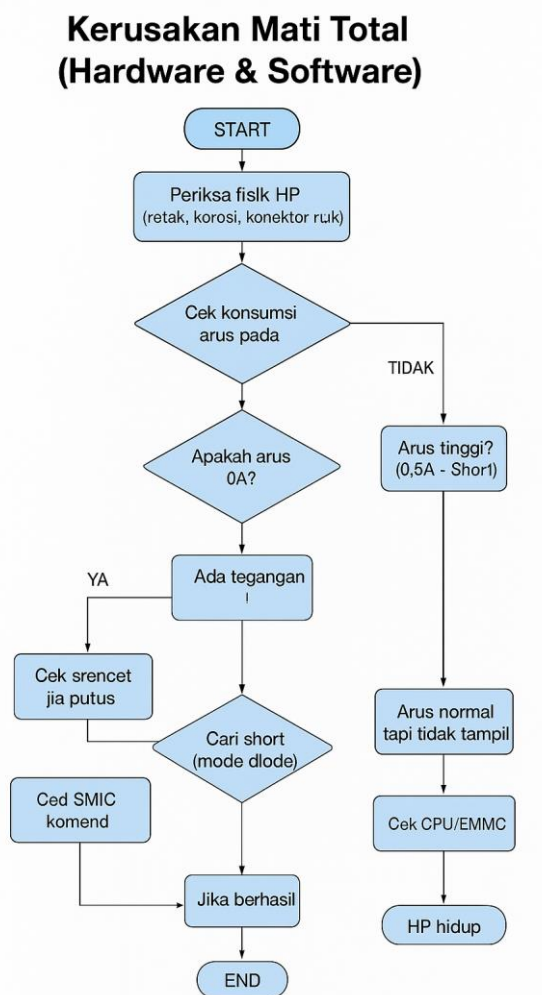 Kerusakan Mati Total
(Hardware & Software)
START
Periksa fislk HP
(retak, korosi, konektor ruk)
Cek konsumsi
arus pada
TIDAK
Apakah arus
0A?
Arus tinggi?
(0,5A - Shor1)
Ada tegangan
YA
Cek srencet
jia putus
Cari short
(mode dlode)
Arus normal
tapi tidak tampil
Ced SMIC
komend
Cek CPU/EMMC
Jika berhasil
HP hidup
END